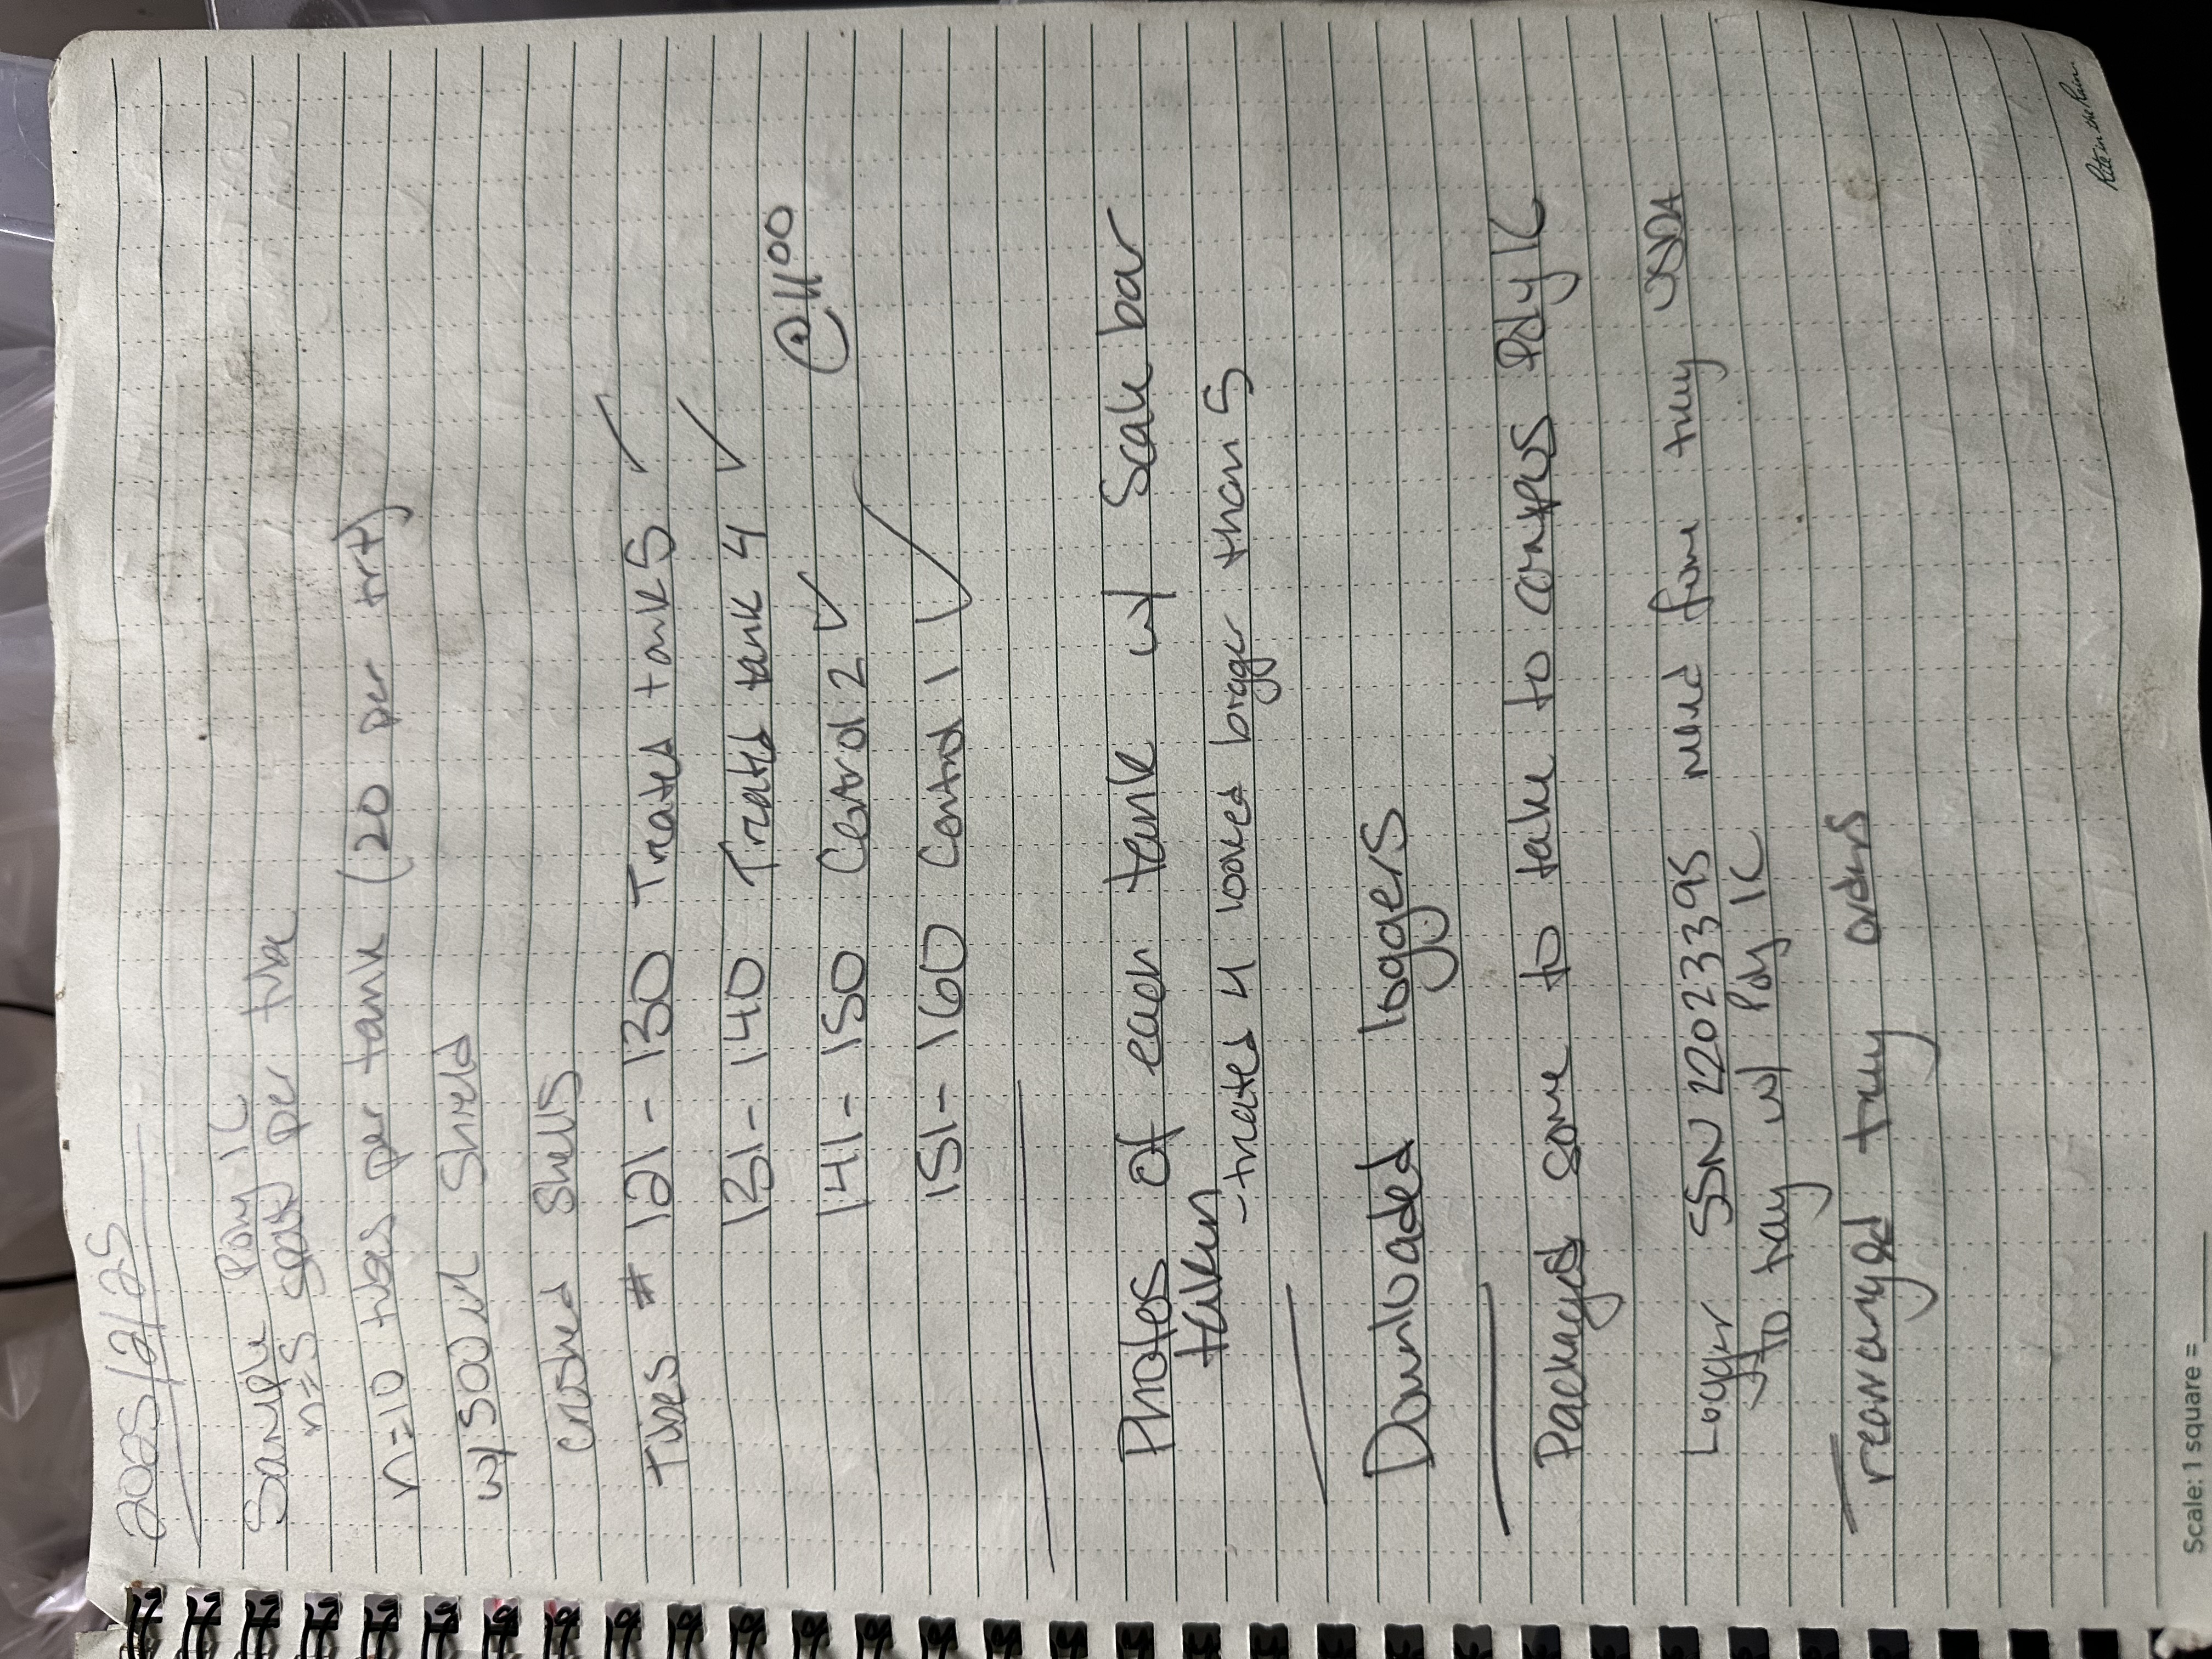 2025/2/25
Sample Poly IC
n=5 spat per tube
n=10 tubes per tank (20 per trt)
w/ 500 ul Shield
crushed shells
Tubes # 121-130 Treated tank 5 ✓
131-140 Treated tank 4 ✓
@1100
141-150 Control 2 ✓
151-160 Control 1 ✓
Photos of each tank w/ Scale bar
taken
-treated 4 looked bigger than 5
Downloaded loggers
Packaged some to take to campus Poly IC
Logger SSN 22023395 moved from tray USDA
to tray w/ Poly IC
rearranged tray orders
Rite in the Rain
Scale: 1 square =